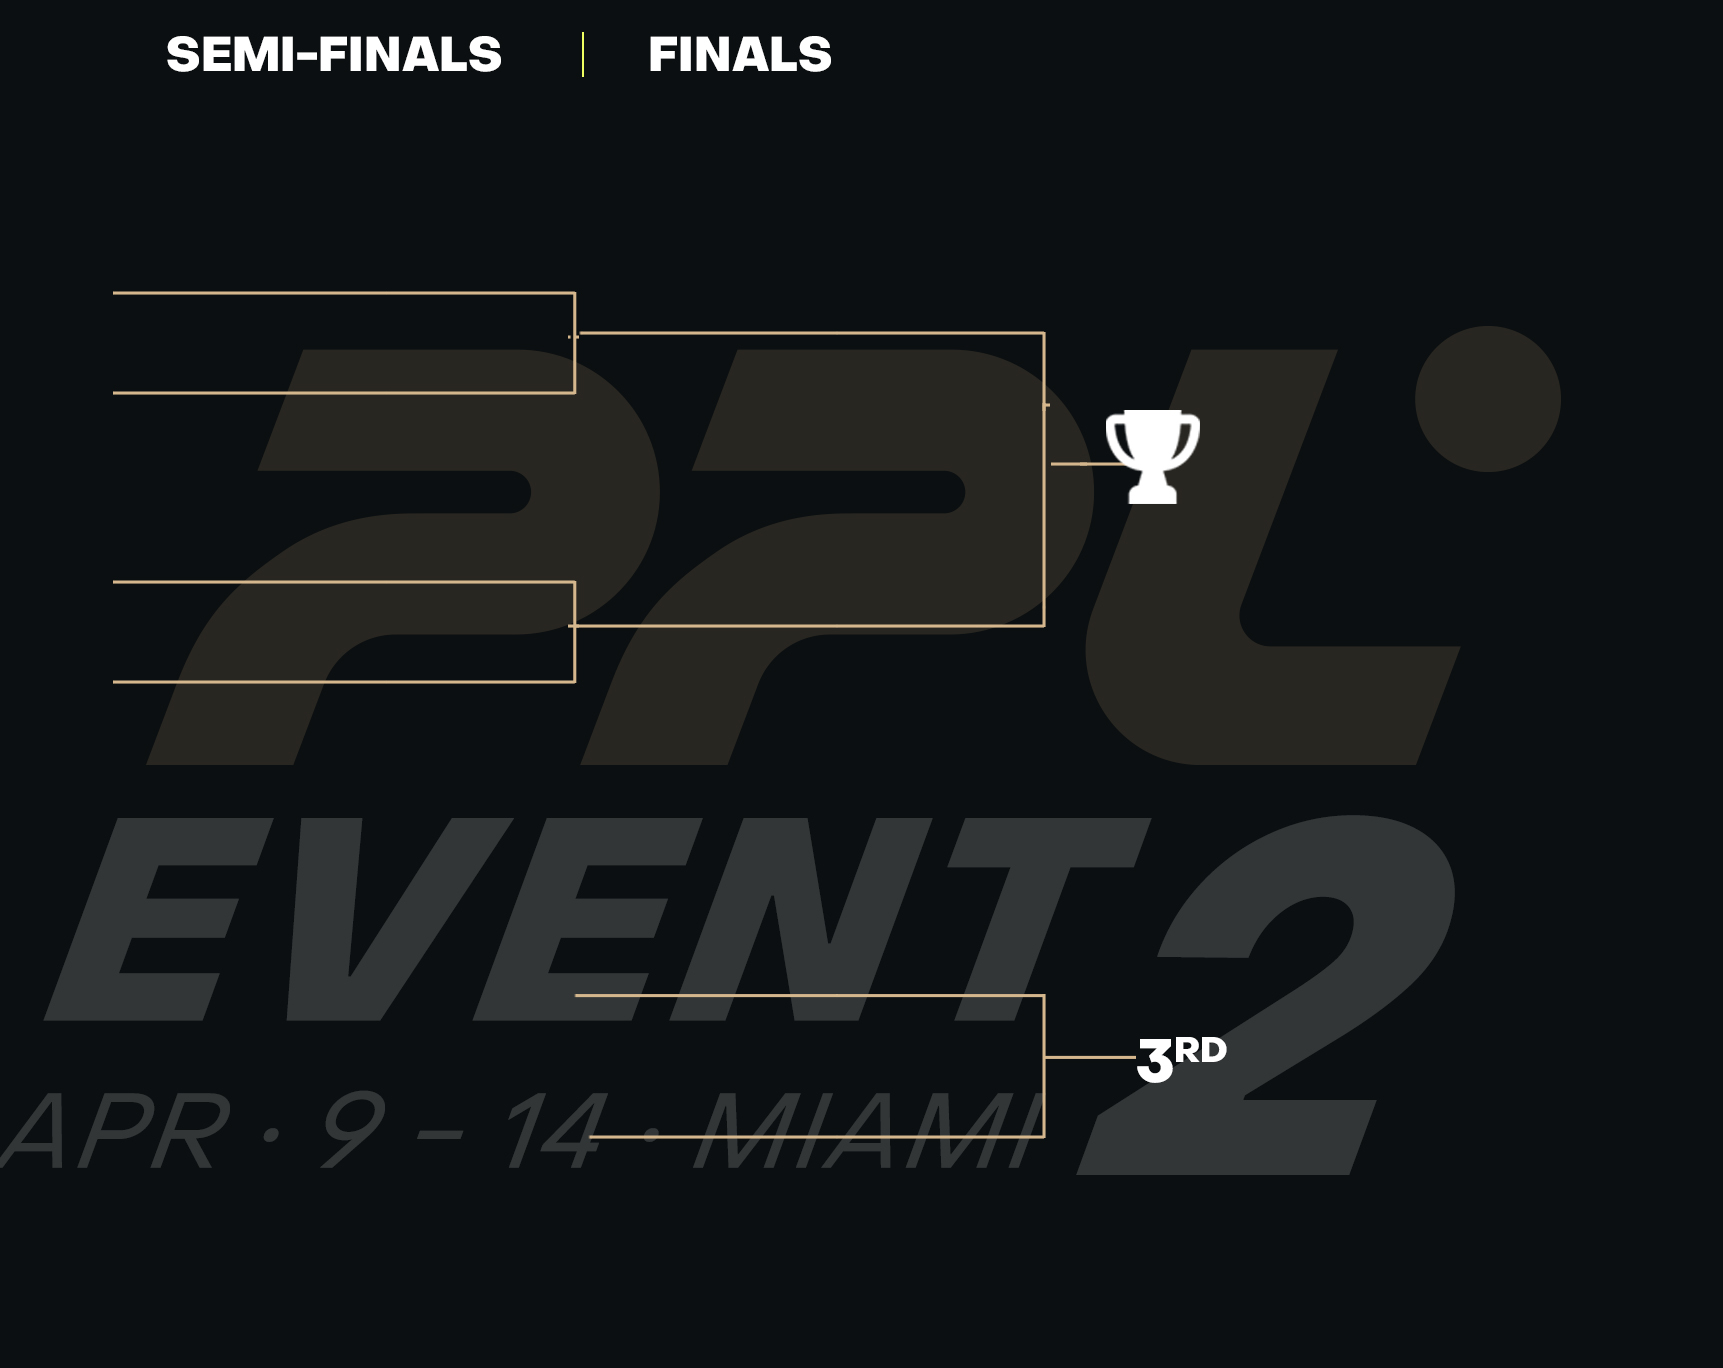 SEMI-FINALS | FINALS
PPL
EVENT 2
APR · 9 - 14 · MIAMI
3RD